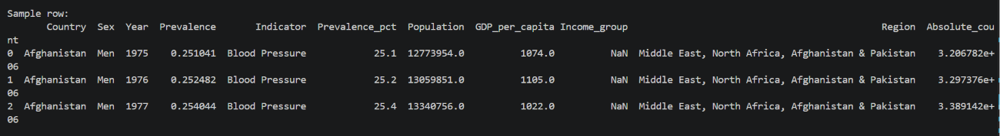 Sample row:
Country Sex Year Prevalence Indicator Prevalence_pct Population GDP_per_capita Income_group Region Absolute_cou
nt
0 Afghanistan Men 1975 0.251041 Blood Pressure 25.1 12773954.0 1074.0 NaN Middle East, North Africa, Afghanistan & Pakistan 3.206782e+
06
1 Afghanistan Men 1976 0.252482 Blood Pressure 25.2 13059851.0 1105.0 NaN Middle East, North Africa, Afghanistan & Pakistan 3.297376e+
06
2 Afghanistan Men 1977 0.254044 Blood Pressure 25.4 13340756.0 1022.0 NaN Middle East, North Africa, Afghanistan & Pakistan 3.389142e+
06